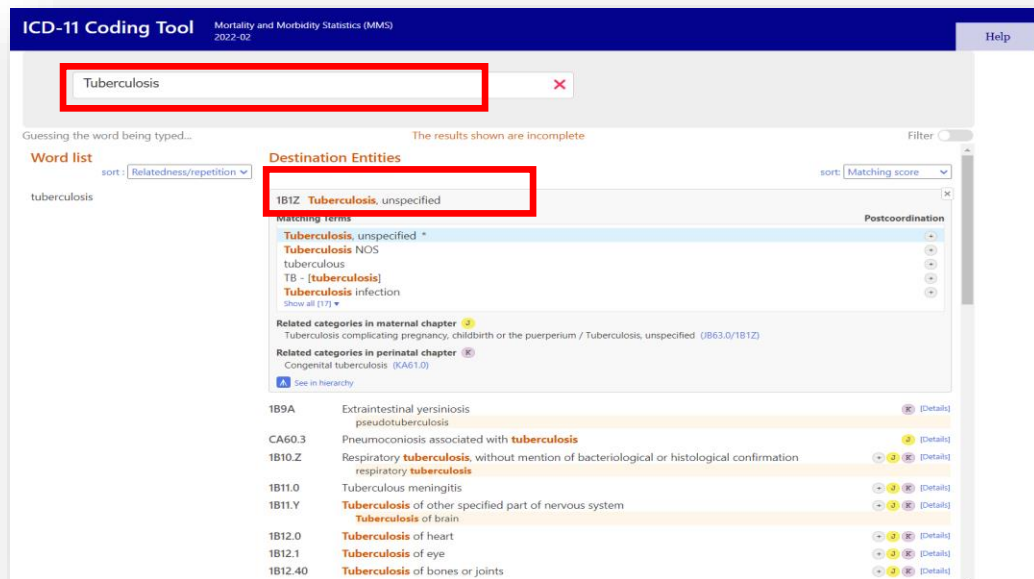 ICD-11 Coding Tool
Mortality and Morbidity Statistics (MMS)
2022-02
Help
Tuberculosis
Guessing the word being typed...
The results shown are incomplete
Filter
Word list
sort : Relatedness/repetition
tuberculosis
Destination Entities
sort: Matching score
1B1Z Tuberculosis, unspecified
Matching Terms Postcoordination
Tuberculosis, unspecified *
Tuberculosis NOS
tuberculous
TB - [tuberculosis]
Tuberculosis infection
Show all [17]
Related categories in maternal chapter J
Tuberculosis complicating pregnancy, childbirth or the puerperium / Tuberculosis, unspecified (JB63.0/1B1Z)
Related categories in perinatal chapter K
Congenital tuberculosis (KA61.0)
See in hierarchy
1B9A Extraintestinal yersiniosis K [Details]
pseudotuberculosis
CA60.3 Pneumoconiosis associated with tuberculosis J [Details]
1B10.Z Respiratory tuberculosis, without mention of bacteriological or histological confirmation + J K [Details]
respiratory tuberculosis
1B11.0 Tuberculous meningitis + J K [Details]
1B11.Y Tuberculosis of other specified part of nervous system + J K [Details]
Tuberculosis of brain
1B12.0 Tuberculosis of heart + J K [Details]
1B12.1 Tuberculosis of eye + J K [Details]
1B12.40 Tuberculosis of bones or joints + J K [Details]